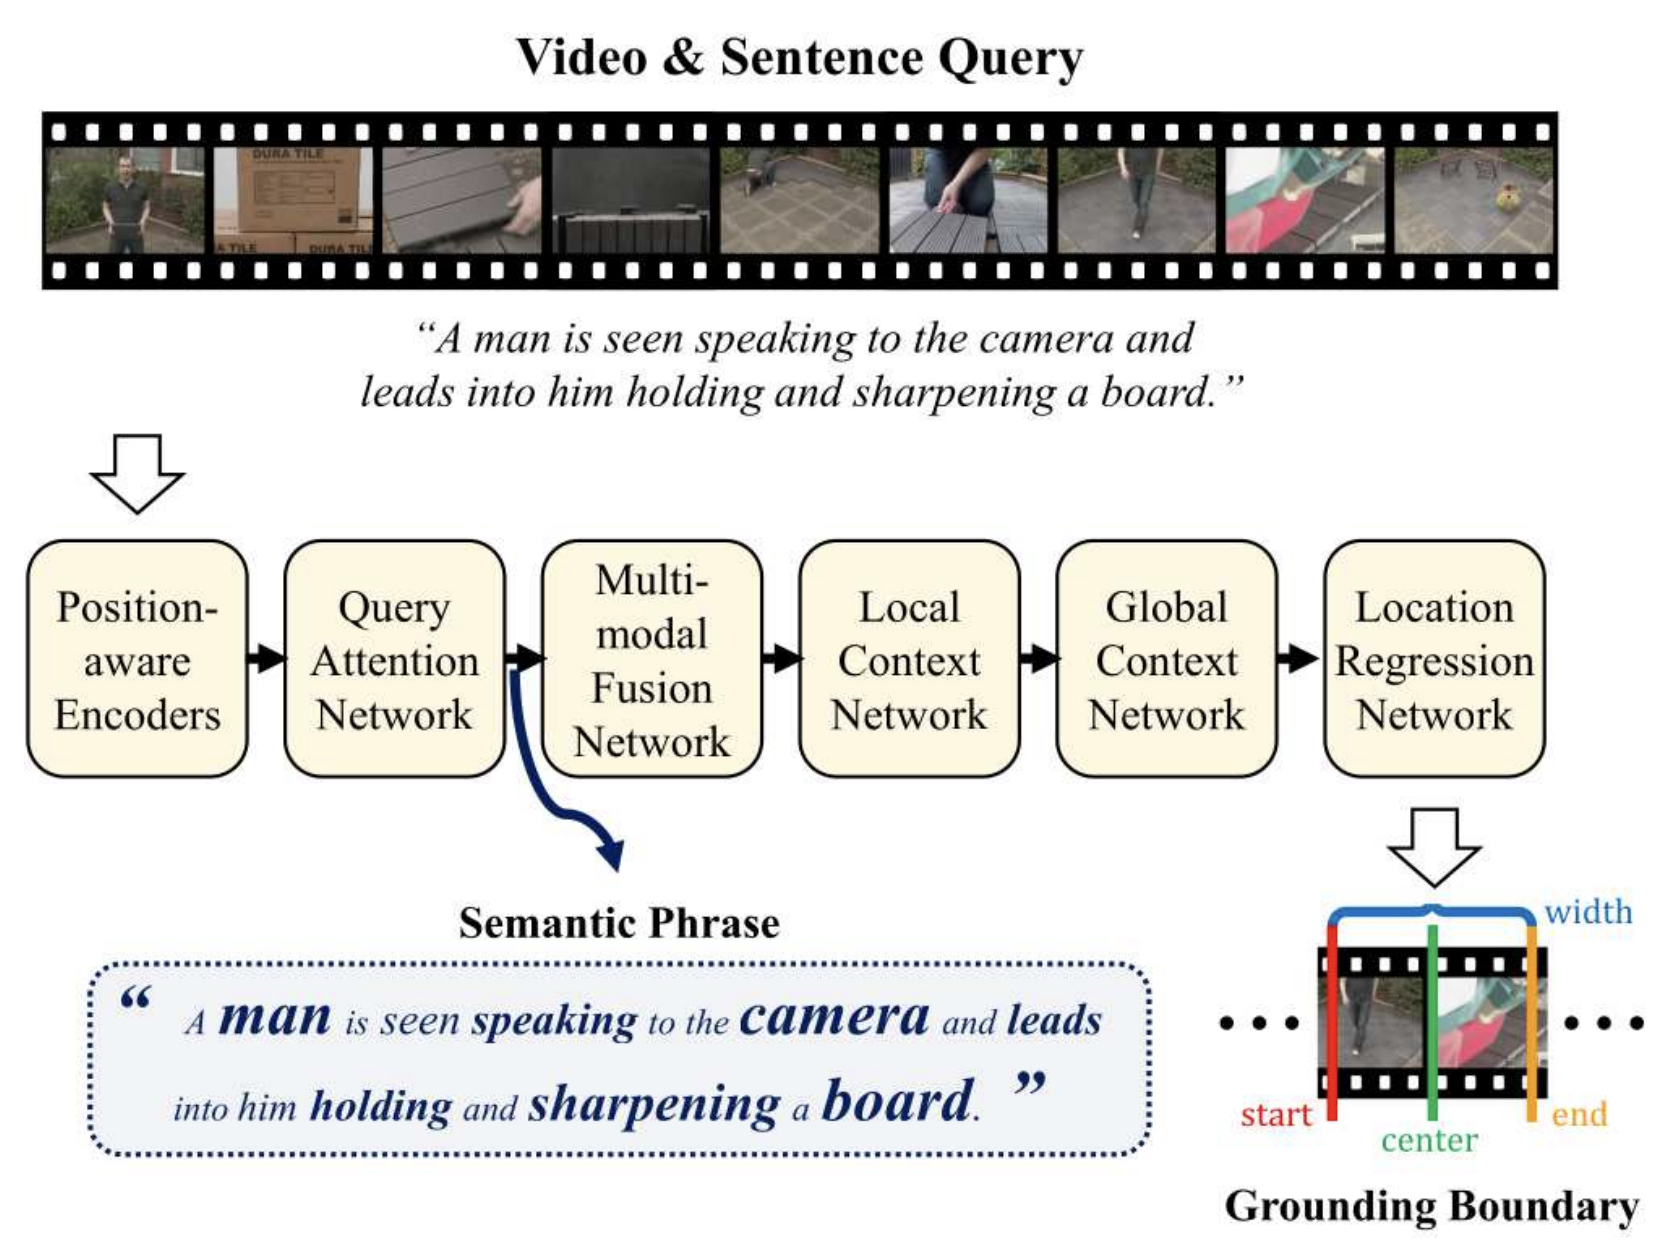 Video & Sentence Query
DURA TILE
A TILE
DURA TIL
“A man is seen speaking to the camera and
leads into him holding and sharpening a board.”
Position-
aware
Encoders
Query
Attention
Network
Multi-
modal
Fusion
Network
Local
Context
Network
Global
Context
Network
Location
Regression
Network
Semantic Phrase
“ A man is seen speaking to the camera and leads
into him holding and sharpening a board. ”
width
start
end
center
Grounding Boundary